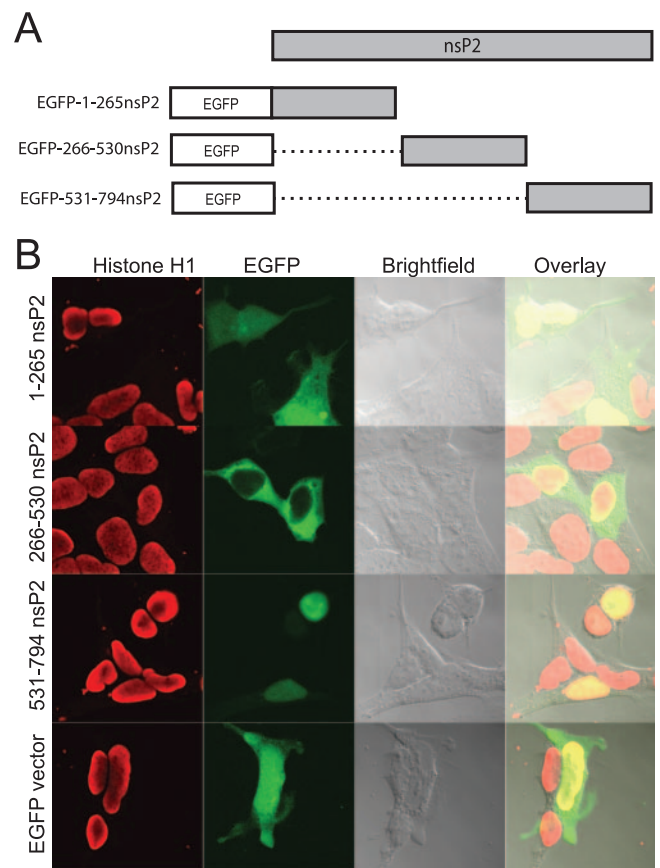 A
nsP2
EGFP-1-265nsP2 EGFP
EGFP-266-530nsP2 EGFP
EGFP-531-794nsP2 EGFP
B
Histone H1 EGFP Brightfield Overlay
1-265 nsP2
266-530 nsP2
531-794 nsP2
EGFP vector